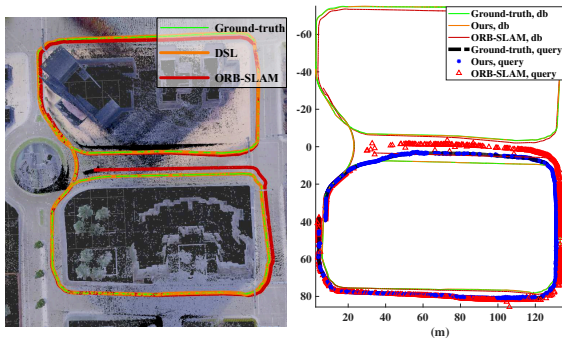 Ground-truth
DSL
ORB-SLAM
Ground-truth, db
Ours, db
ORB-SLAM, db
Ground-truth, query
Ours, query
ORB-SLAM, query
-60
-40
-20
0
20
40
60
80
20 40 60 80 100 120
(m)